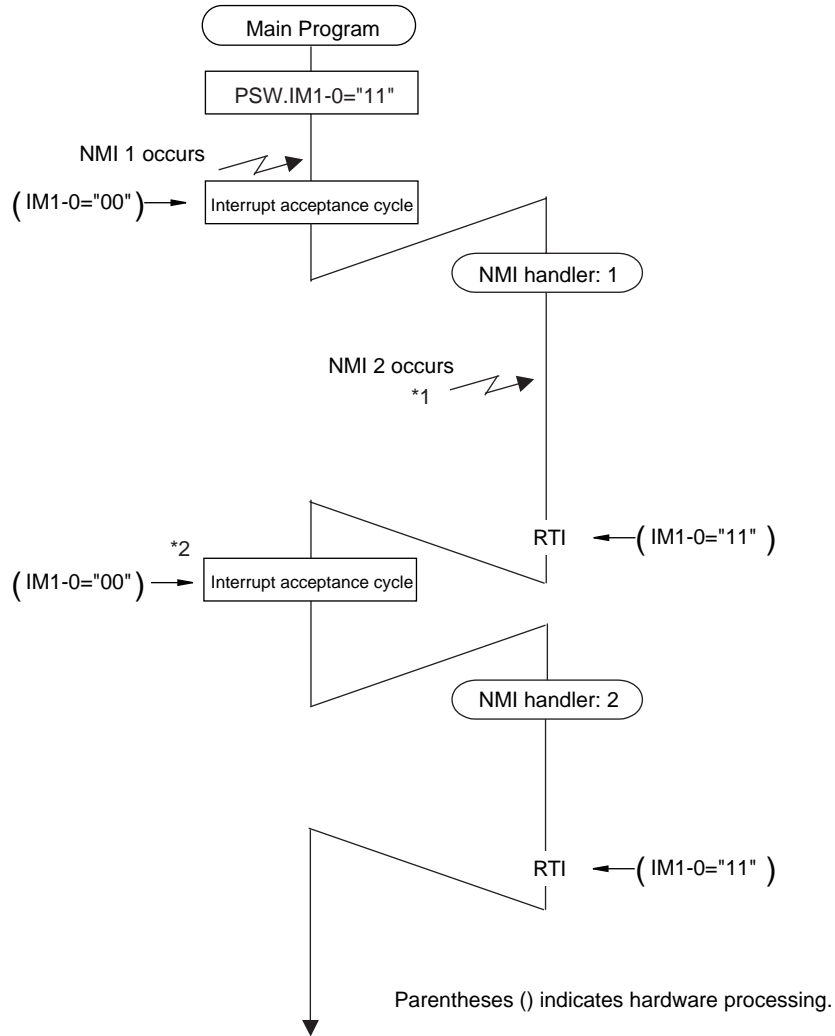 Main Program
PSW.IM1-0="11"
NMI 1 occurs
(IM1-0="00")
Interrupt acceptance cycle
NMI handler: 1
NMI 2 occurs
*1
RTI
(IM1-0="11" )
*2
(IM1-0="00")
Interrupt acceptance cycle
NMI handler: 2
RTI
(IM1-0="11" )
Parentheses () indicates hardware processing.